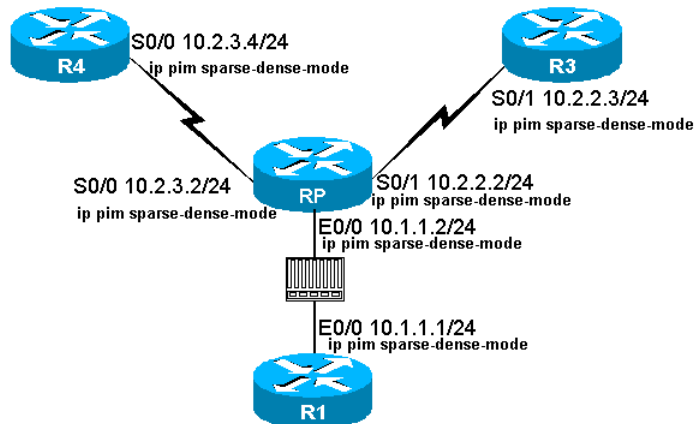 S0/0 10.2.3.4/24
ip pim sparse-dense-mode
R4
R3
S0/1 10.2.2.3/24
ip pim sparse-dense-mode
S0/0 10.2.3.2/24
ip pim sparse-dense-mode
RP
S0/1 10.2.2.2/24
ip pim sparse-dense-mode
E0/0 10.1.1.2/24
ip pim sparse-dense-mode
E0/0 10.1.1.1/24
ip pim sparse-dense-mode
R1